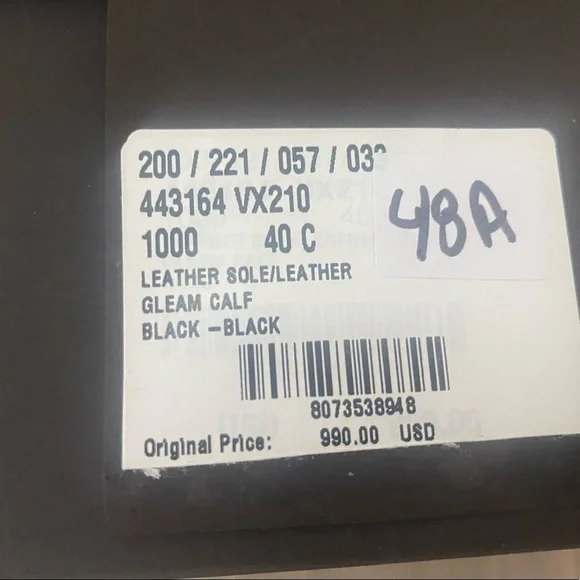 200 / 221 / 057 /
443164 VX210
1000 40 C
48A
LEATHER SOLE/LEATHER
GLEAM CALF
BLACK -BLACK
8073538948
Original Price: 990.00 USD